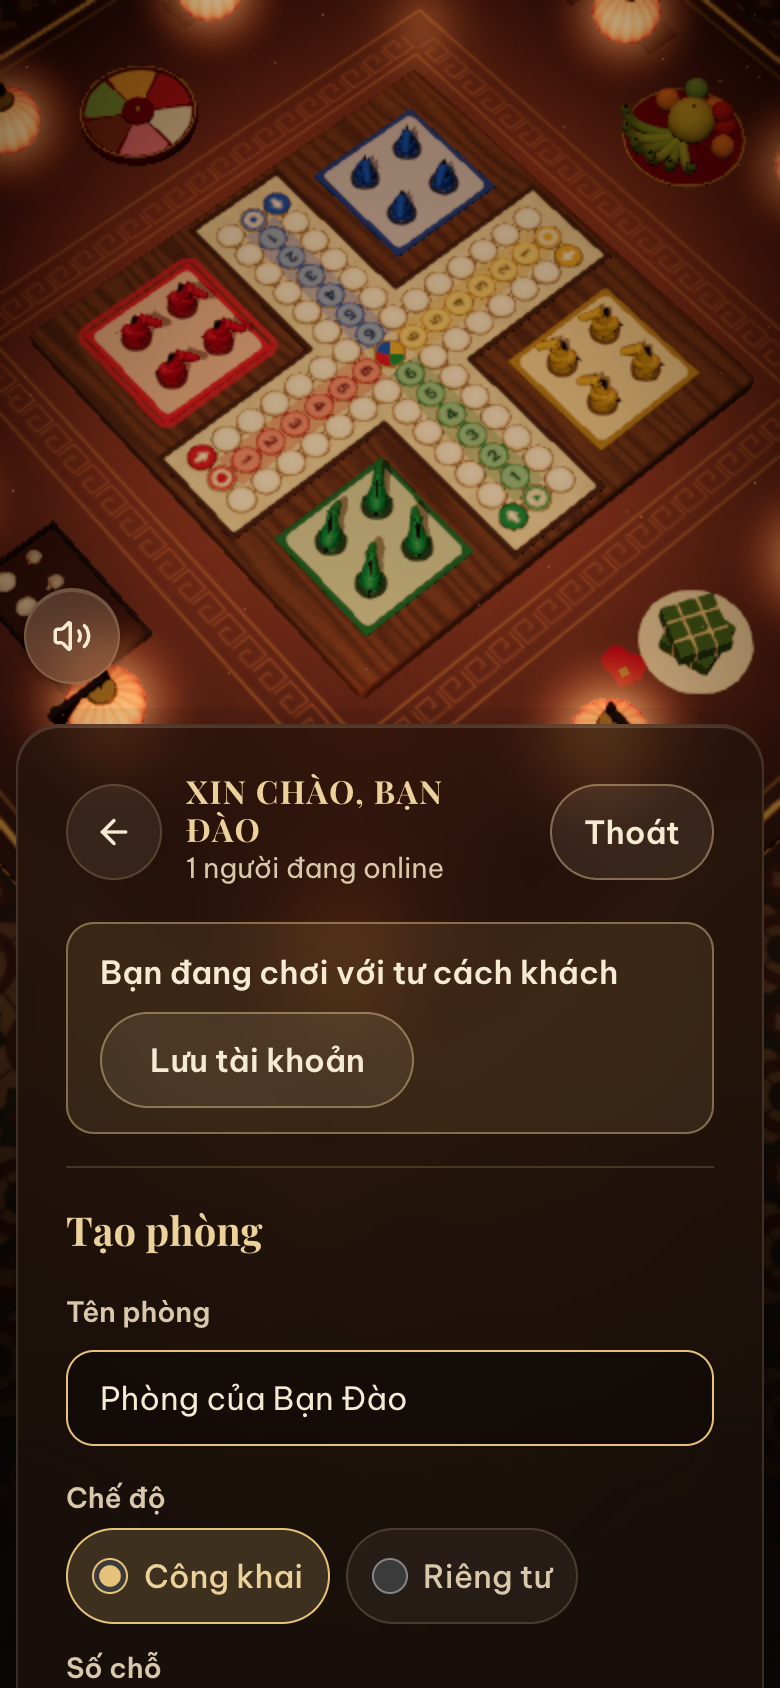 XIN CHÀO, BẠN
ĐÀO
1 người đang online
Thoát
Bạn đang chơi với tư cách khách
Lưu tài khoản
Tạo phòng
Tên phòng
Phòng của Bạn Đào
Chế độ
Công khai
Riêng tư
Số chỗ